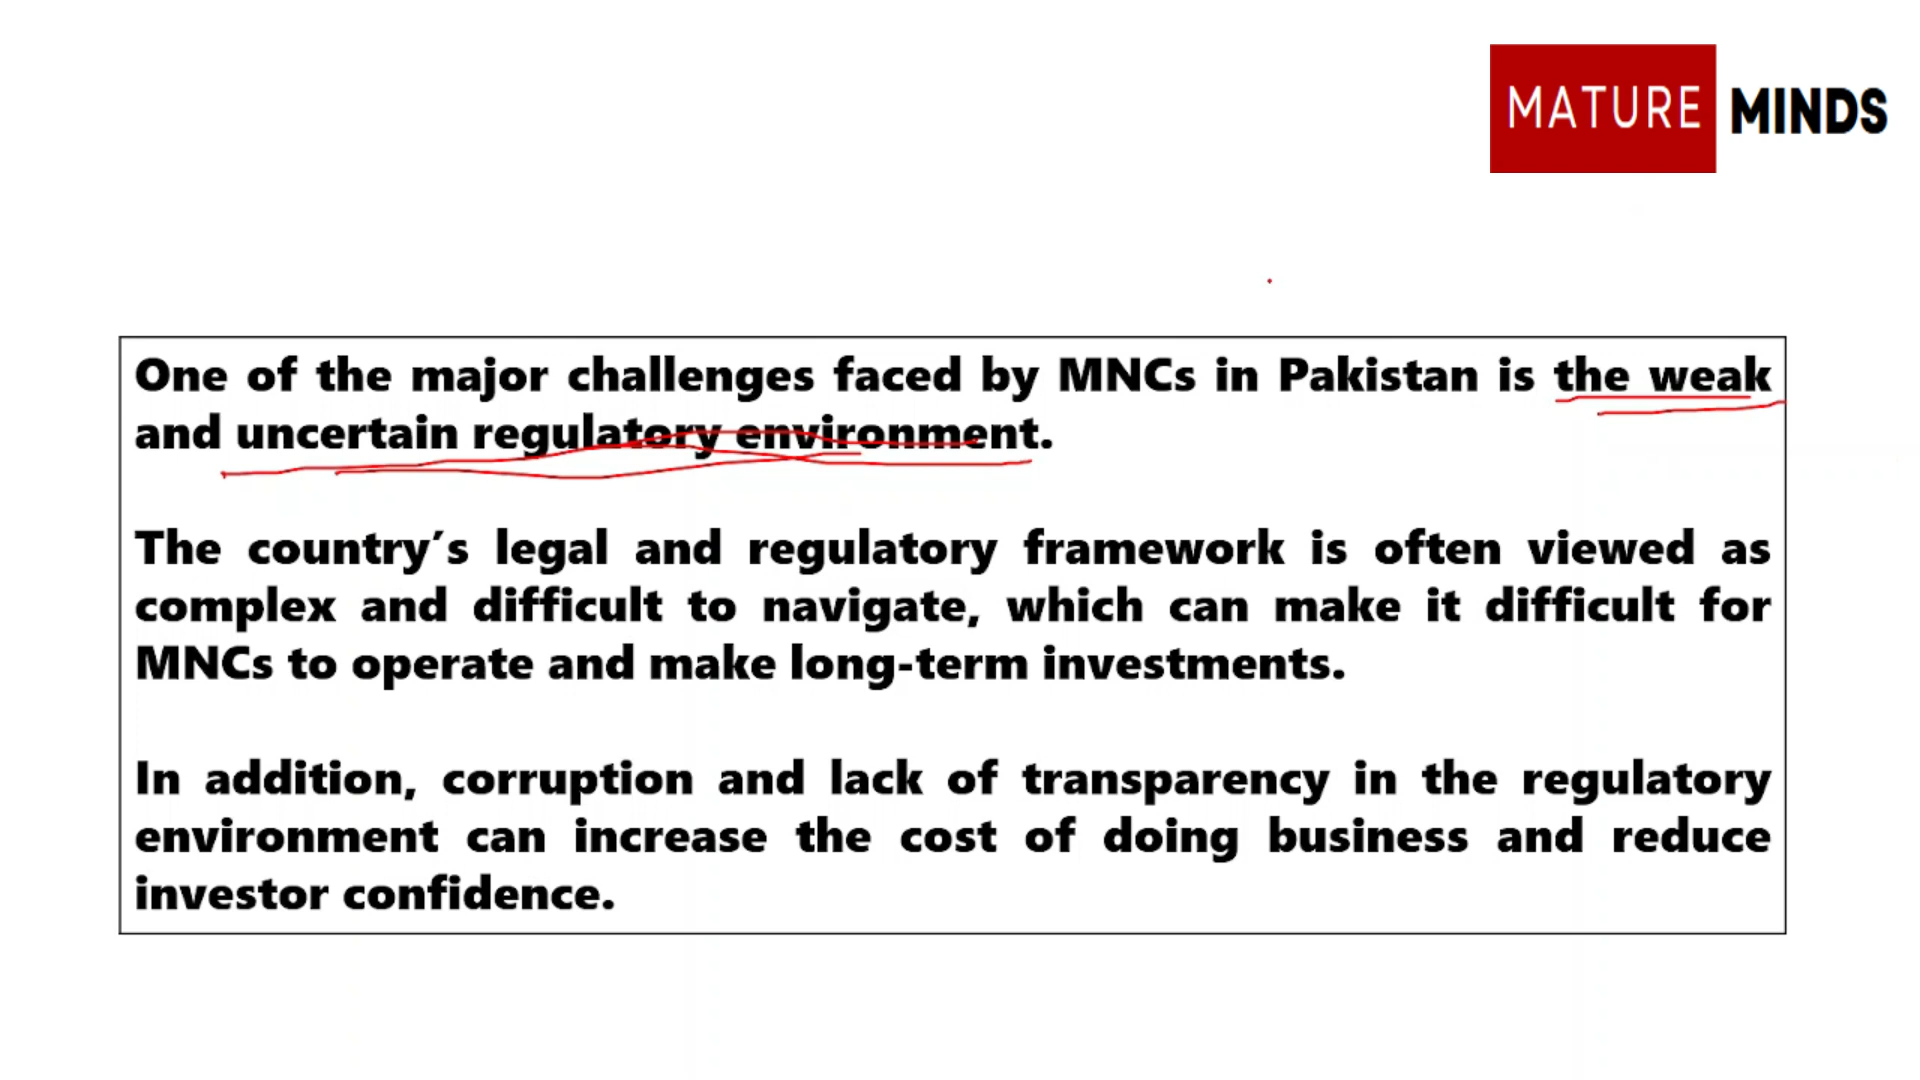 MATURE MINDS
One of the major challenges faced by MNCs in Pakistan is the weak
and uncertain regulatory environment.
The country´s legal and regulatory framework is often viewed as
complex and difficult to navigate, which can make it difficult for
MNCs to operate and make long-term investments.
In addition, corruption and lack of transparency in the regulatory
environment can increase the cost of doing business and reduce
investor confidence.